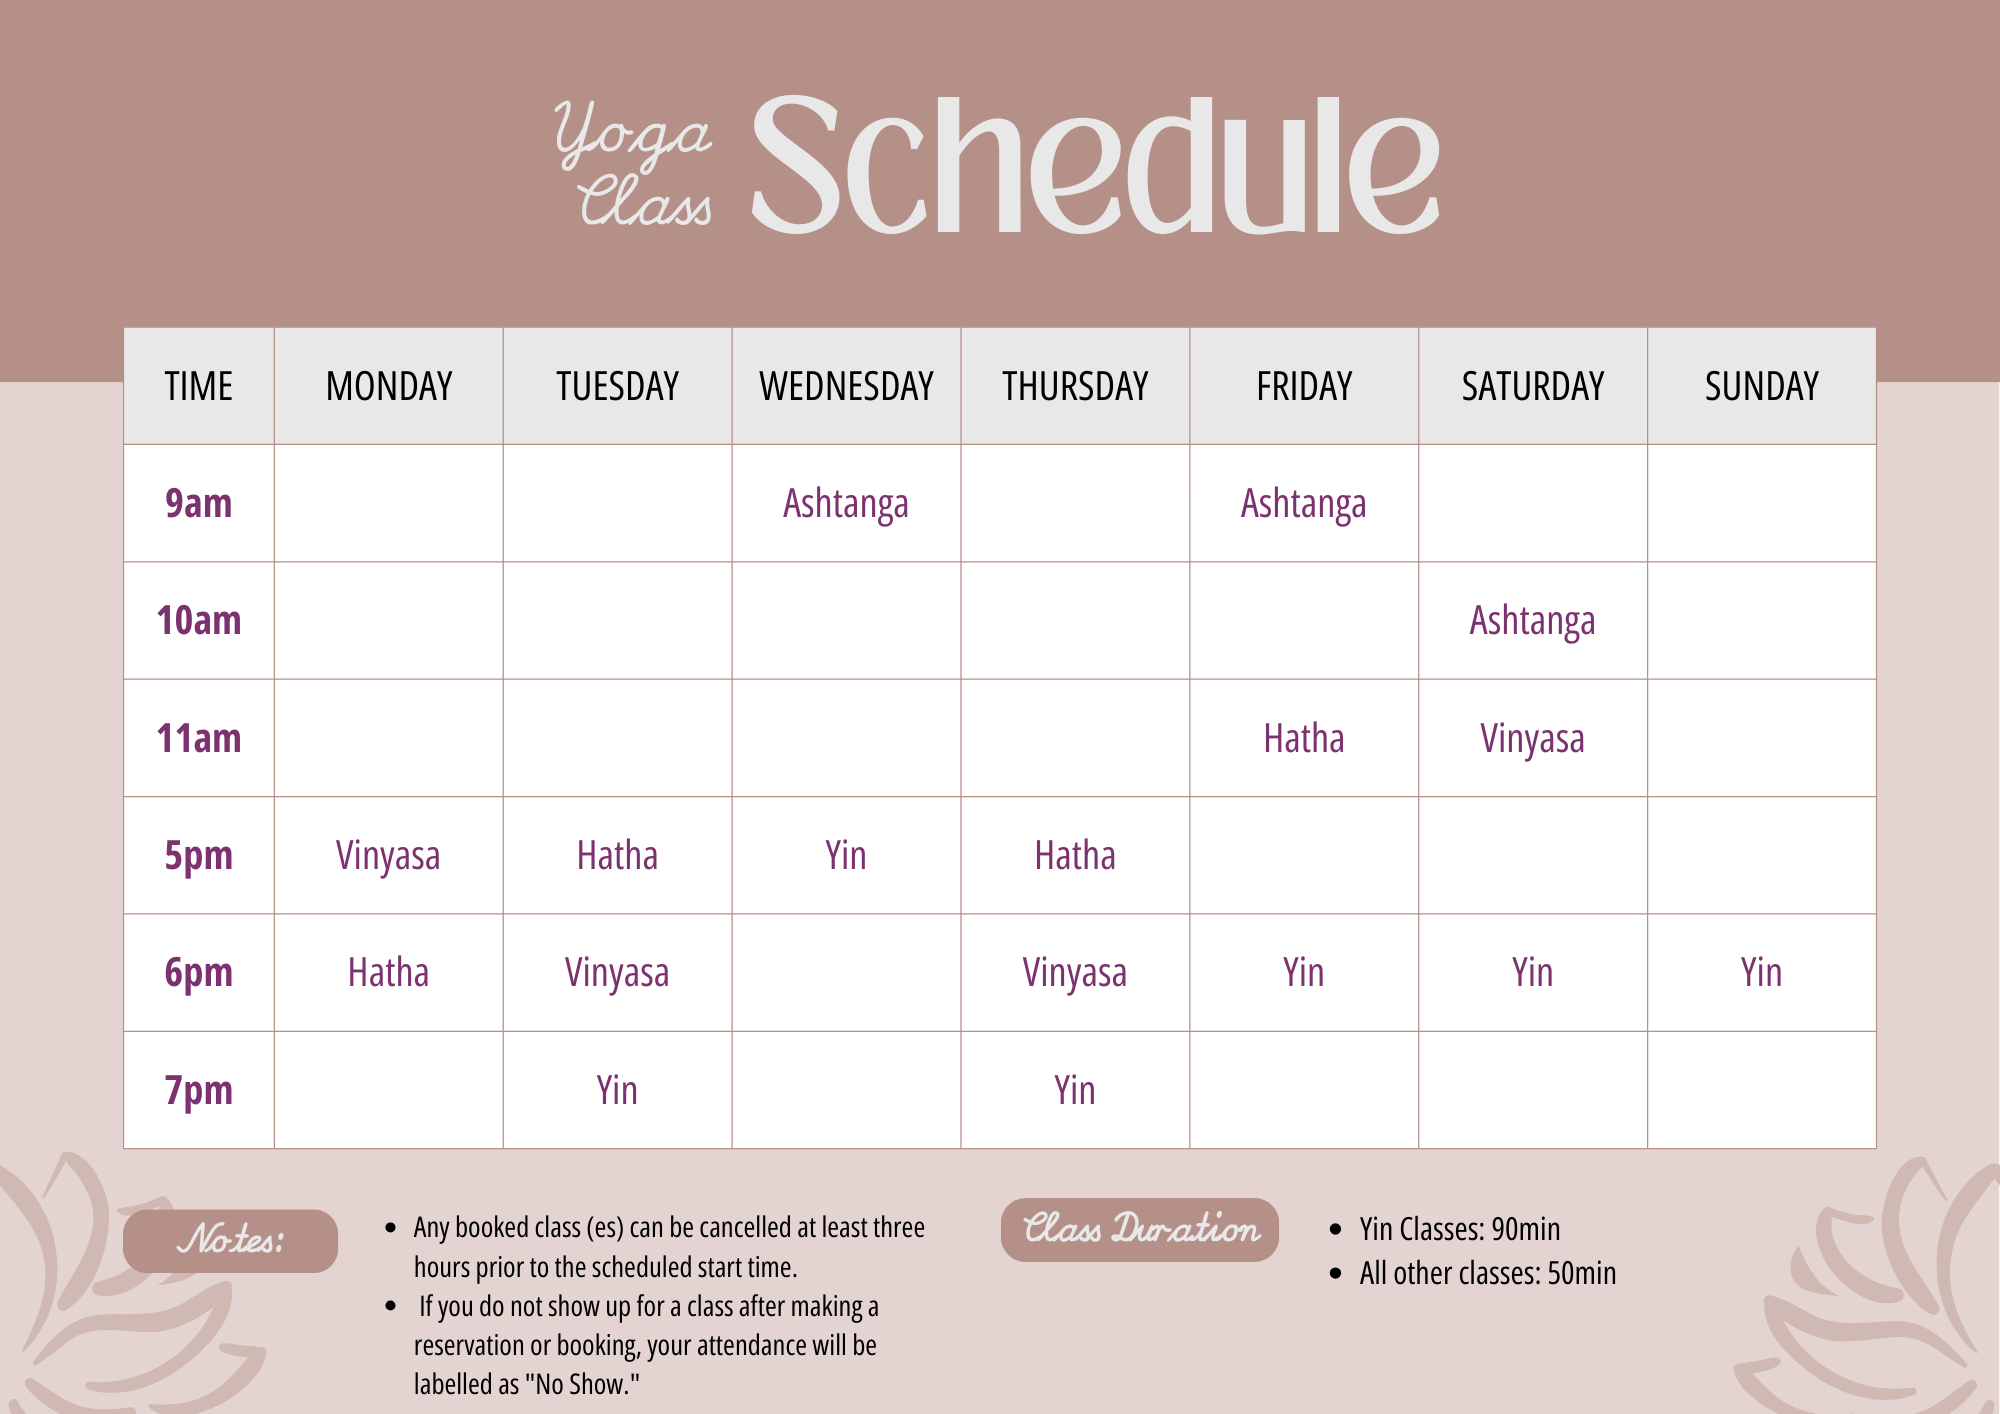 Yoga
Class
Schedule
TIME MONDAY TUESDAY WEDNESDAY THURSDAY FRIDAY SATURDAY SUNDAY
9am Ashtanga Ashtanga
10am Ashtanga
11am Hatha Vinyasa
5pm Vinyasa Hatha Yin Hatha
6pm Hatha Vinyasa Vinyasa Yin Yin Yin
7pm Yin Yin
Notes:
• Any booked class (es) can be cancelled at least three
hours prior to the scheduled start time.
• If you do not show up for a class after making a
reservation or booking, your attendance will be
labelled as "No Show."
Class Duration
• Yin Classes: 90min
• All other classes: 50min